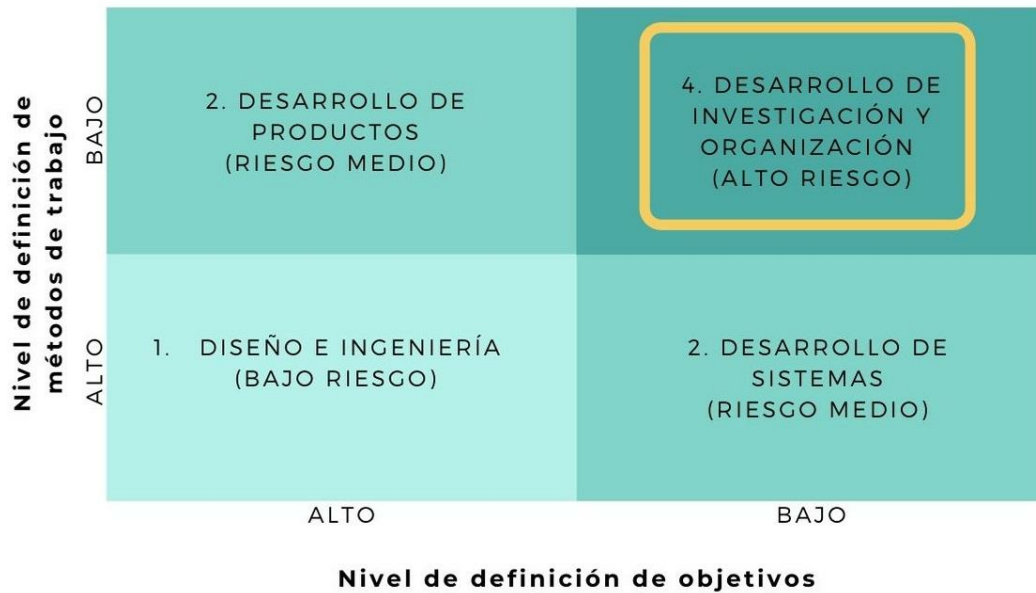 Nivel de definición de
métodos de trabajo
BAJO
ALTO
2. DESARROLLO DE
PRODUCTOS
(RIESGO MEDIO)
4. DESARROLLO DE
INVESTIGACIÓN Y
ORGANIZACIÓN
(ALTO RIESGO)
1. DISEÑO E INGENIERÍA
(BAJO RIESGO)
2. DESARROLLO DE
SISTEMAS
(RIESGO MEDIO)
ALTO
BAJO
Nivel de definición de objetivos